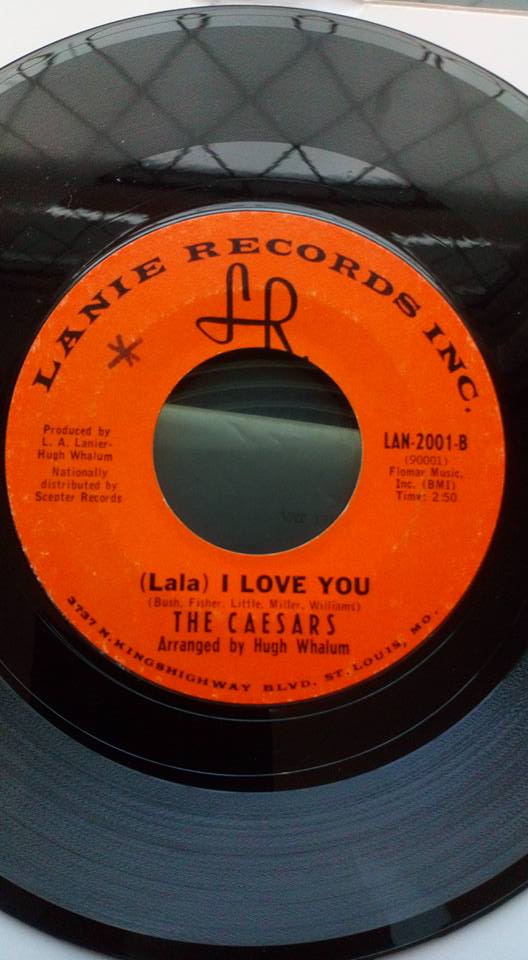 LANIE RECORDS INC.
LR.
Produced by
L. A. Lanier-
Hugh Whalum
Nationally
distributed by
Scepter Records
LAN-2001-B
(90001)
Flomar Music,
Inc. (BMI)
Time: 2:50
(Lala) I LOVE YOU
(Bush, Fisher, Little, Miller, Williams)
THE CAESARS
Arranged by Hugh Whalum
3737 N. KINGSHIGHWAY BLVD. ST. LOUIS, MO.